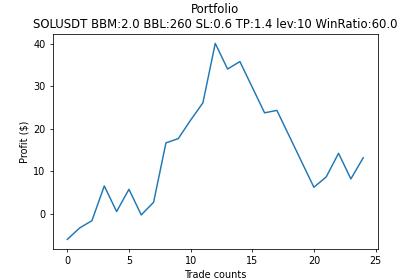 Portfolio
SOLUSDT BBM:2.0 BBL:260 SL:0.6 TP:1.4 lev:10 WinRatio:60.0
40
30
20
10
0
Profit ($)
0 5 10 15 20 25
Trade counts